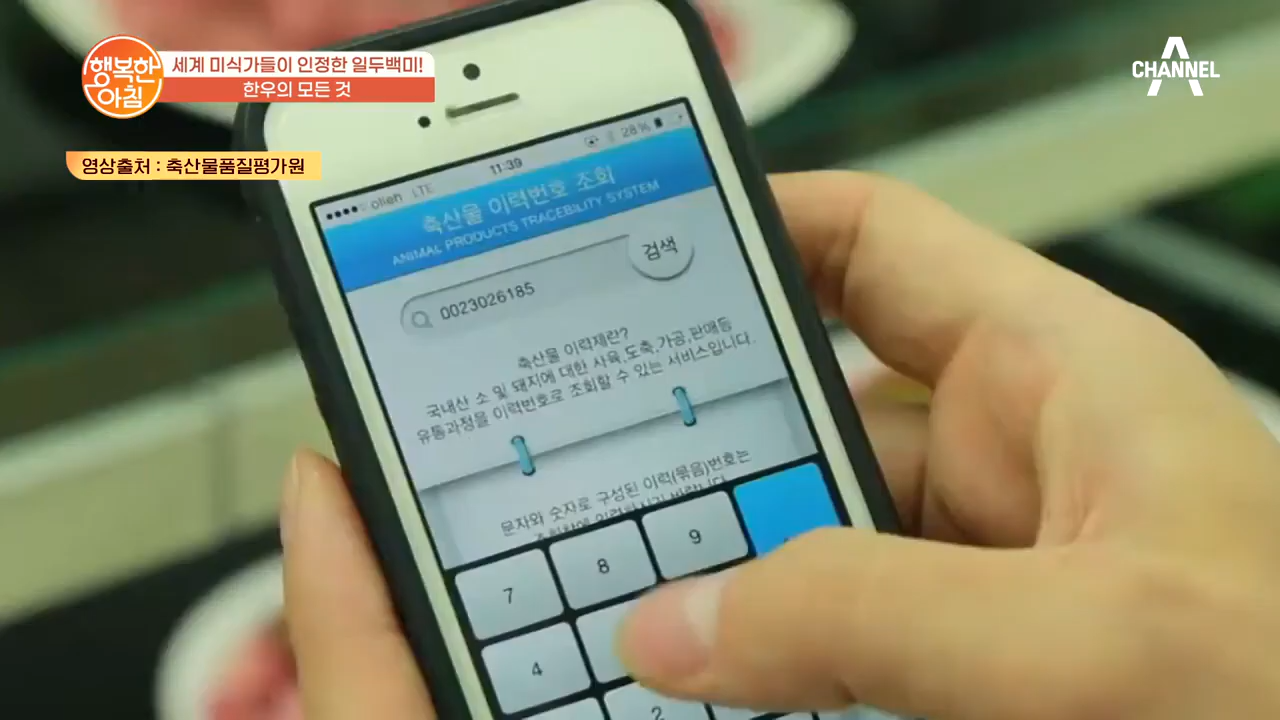 행복한
아침
세계 미식가들이 인정한 일두백미!
한우의 모든 것
CHANNEL A
영상출처 : 축산물품질평가원
olleh LTE 11:39 28%
축산물 이력번호 조회
ANIMAL PRODUCTS TRACEBILITY SYSTEM
0023026185 검색
축산물 이력제란?
국내산 소 및 돼지에 대한 사육,도축,가공,판매등
유통과정을 이력번호로 조회할 수 있는 서비스입니다.
문자와 숫자로 구성된 이력(묶음)번호는
7 8 9
4
2